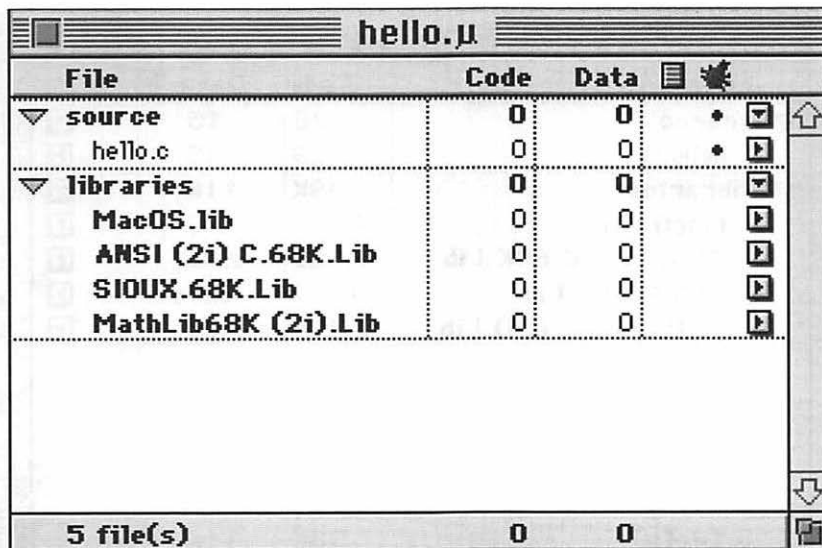 hello.µ
File Code Data
source 0 0 •
hello.c 0 0 •
libraries 0 0
MacOS.lib 0 0
ANSI (2i) C.68K.Lib 0 0
SIOUX.68K.Lib 0 0
MathLib68K (2i).Lib 0 0
5 file(s) 0 0